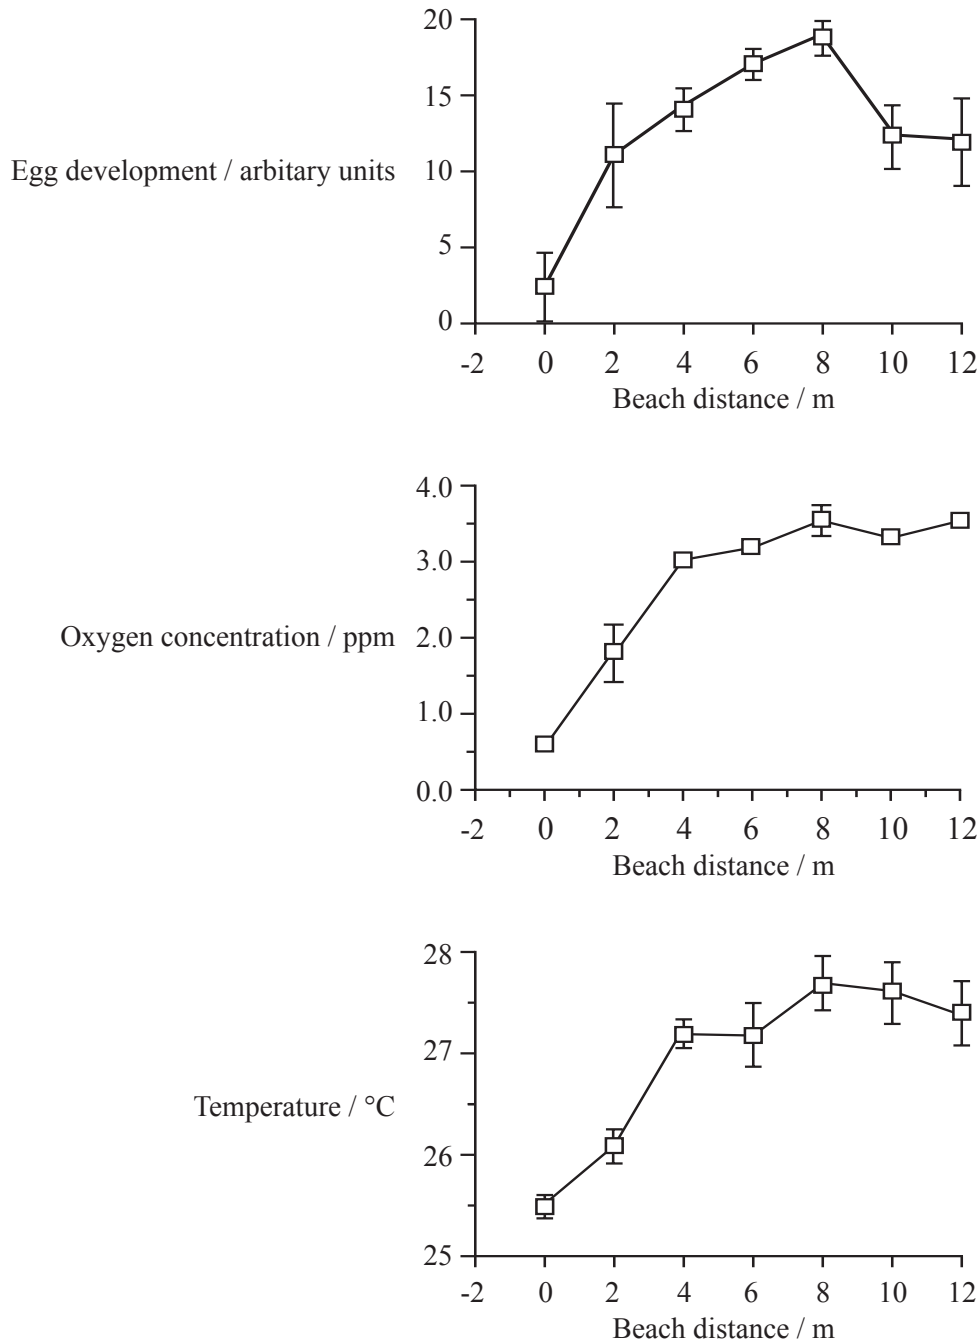 20
15
Egg development / arbitary units
10
5
0
-2 0 2 4 6 8 10 12
Beach distance / m
4.0
3.0
Oxygen concentration / ppm
2.0
1.0
0.0
-2 0 2 4 6 8 10 12
Beach distance / m
28
27
Temperature / °C
26
25
-2 0 2 4 6 8 10 12
Beach distance / m